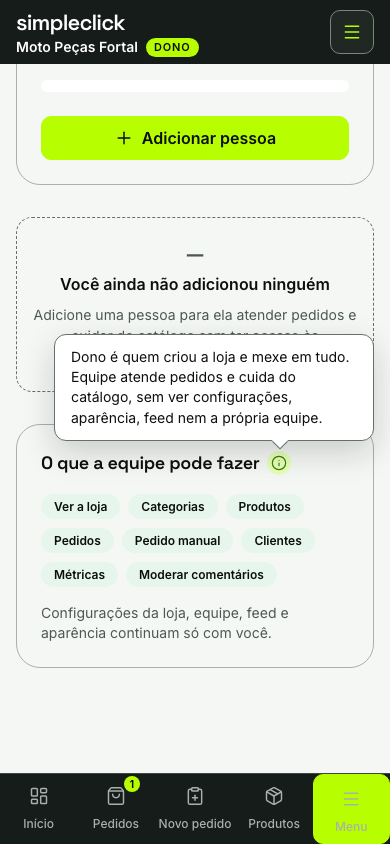 simpleclick
Moto Peças Fortal DONO
Adicionar pessoa
Você ainda não adicionou ninguém
Adicione uma pessoa para ela atender pedidos e
Dono é quem criou a loja e mexe em tudo.
Equipe atende pedidos e cuida do
catálogo, sem ver configurações,
aparência, feed nem a própria equipe.
O que a equipe pode fazer
Ver a loja Categorias Produtos
Pedidos Pedido manual Clientes
Métricas Moderar comentários
Configurações da loja, equipe, feed e
aparência continuam só com você.
1
Início Pedidos Novo pedido Produtos Menu